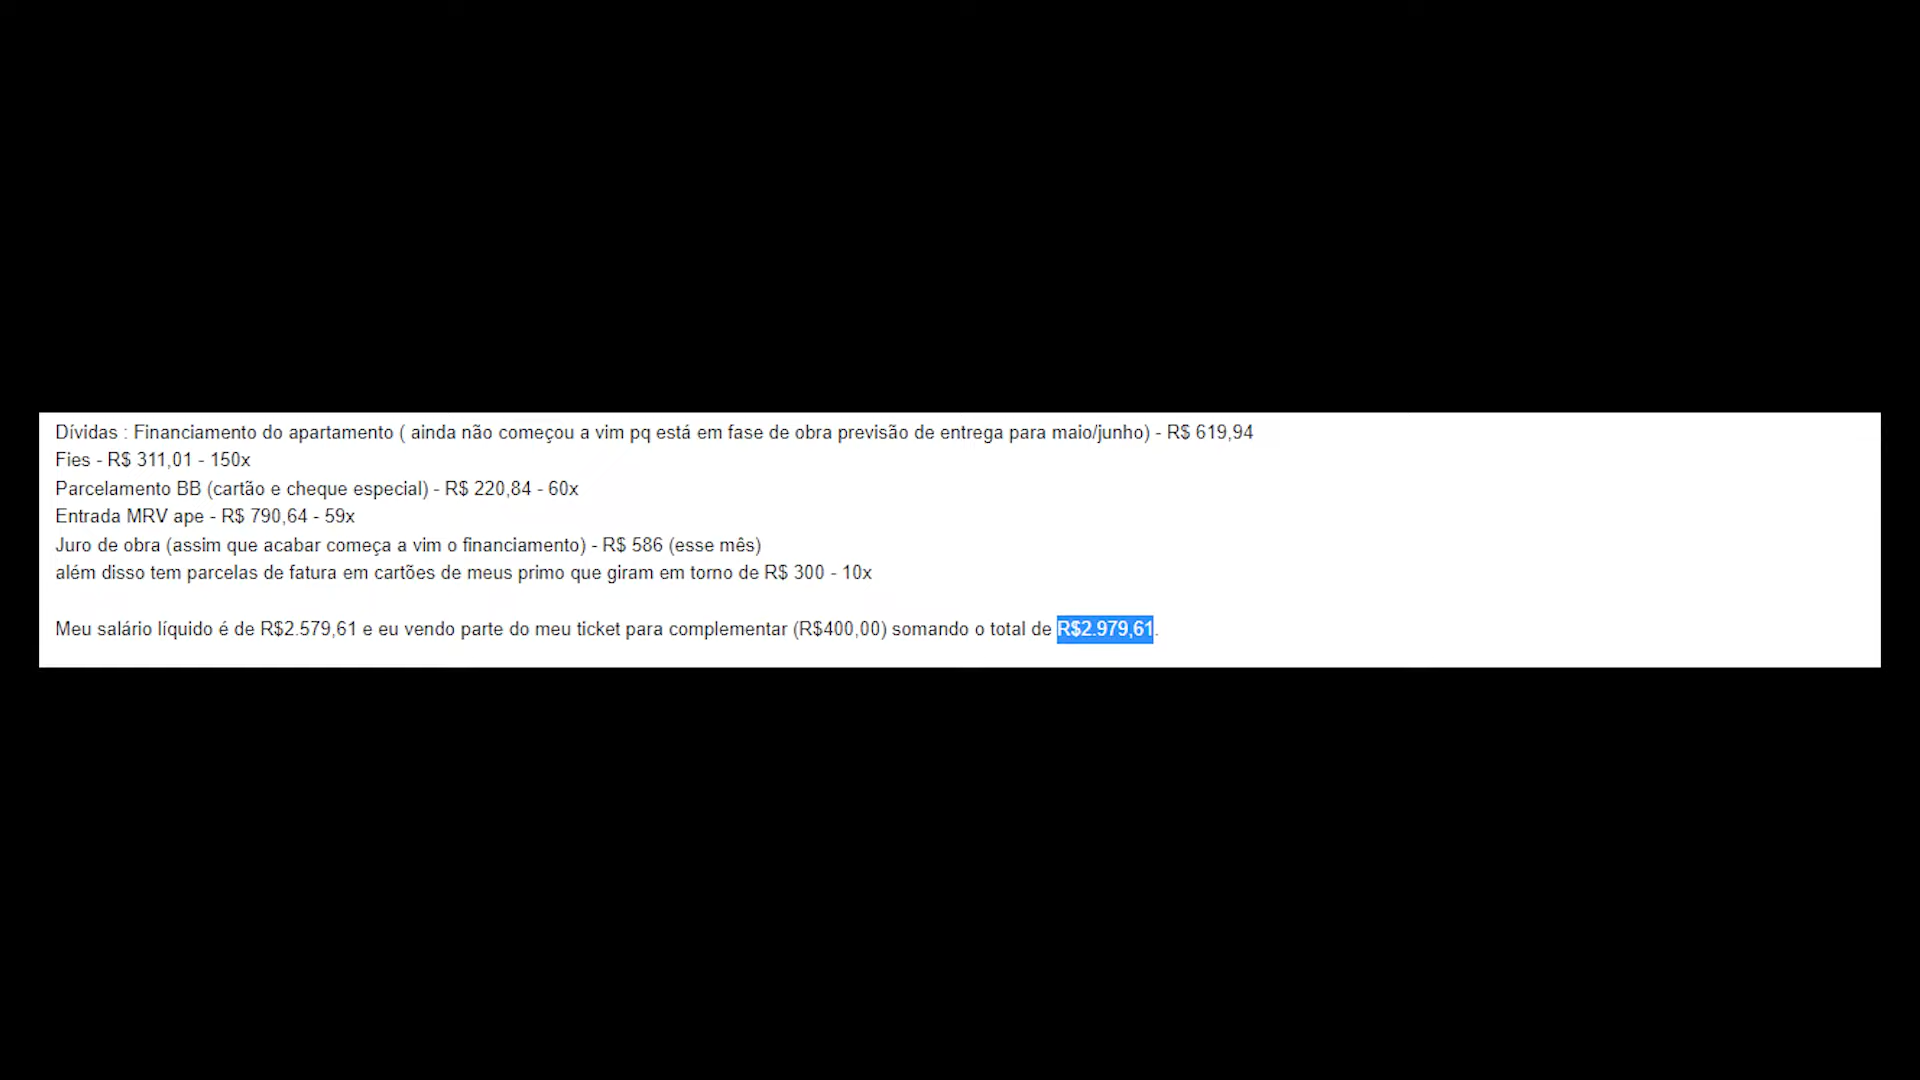 Dívidas : Financiamento do apartamento ( ainda não começou a vim pq está em fase de obra previsão de entrega para maio/junho) - R$ 619,94
Fies - R$ 311,01 - 150x
Parcelamento BB (cartão e cheque especial) - R$ 220,84 - 60x
Entrada MRV ape - R$ 790,64 - 59x
Juro de obra (assim que acabar começa a vim o financiamento) - R$ 586 (esse mês)
além disso tem parcelas de fatura em cartões de meus primo que giram em torno de R$ 300 - 10x
Meu salário líquido é de R$2.579,61 e eu vendo parte do meu ticket para complementar (R$400,00) somando o total de R$2.979,61.